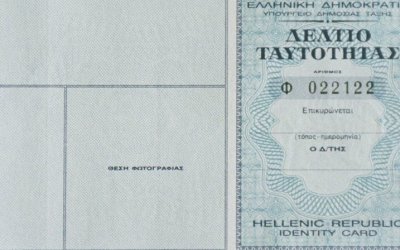 ΕΛΛΗΝΙΚΗ ΔΗΜΟΚΡΑΤΙ
ΥΠΟΥΡΓΕΙΟ ΔΗΜΟΣΙΑΣ ΤΑΞΗΣ
ΔΕΛΤΙΟ
ΤΑΥΤΟΤΗΤΑΣ
ΑΡΙΘΜΟΣ
Φ 022122
Επικυρώνεται
(τόπος - ημερομηνία)
Ο Δ/ΤΗΣ
ΘΕΣΗ ΦΩΤΟΓΡΑΦΙΑΣ
HELLENIC REPUBLIC
IDENTITY CARD